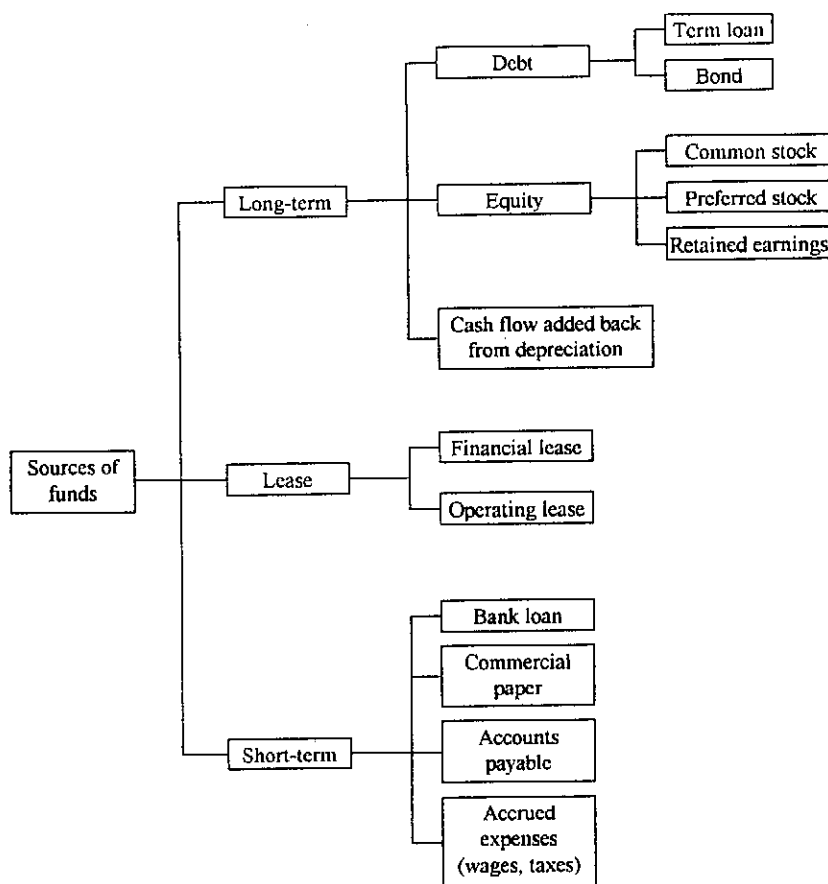 Term loan
Debt
Bond
Common stock
Long-term
Equity
Preferred stock
Retained earnings
Cash flow added back
from depreciation
Financial lease
Sources of
funds
Lease
Operating lease
Bank loan
Commercial
paper
Short-term
Accounts
payable
Accrued
expenses
(wages, taxes)